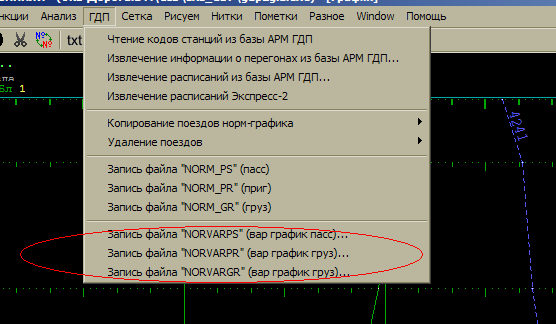 нкции Анализ ГДП Сетка Рисуем Нитки Пометки Разное Window Помощь
txt
Чтение кодов станций из базы АРМ ГДП
Извлечение информации о перегонах из базы АРМ ГДП...
Извлечение расписаний из базы АРМ ГДП...
Извлечение расписаний Экспресс-2
Копирование поездов норм-графика
Удаление поездов
Запись файла "NORM_PS" (пасс)
Запись файла "NORM_PR" (приг)
Запись файла "NORM_GR" (груз)
Запись файла "NORVARPS" (вар график пасс)...
Запись файла "NORVARPR" (вар график груз)...
Запись файла "NORVARGR" (вар график груз)...
Бл 1
4241